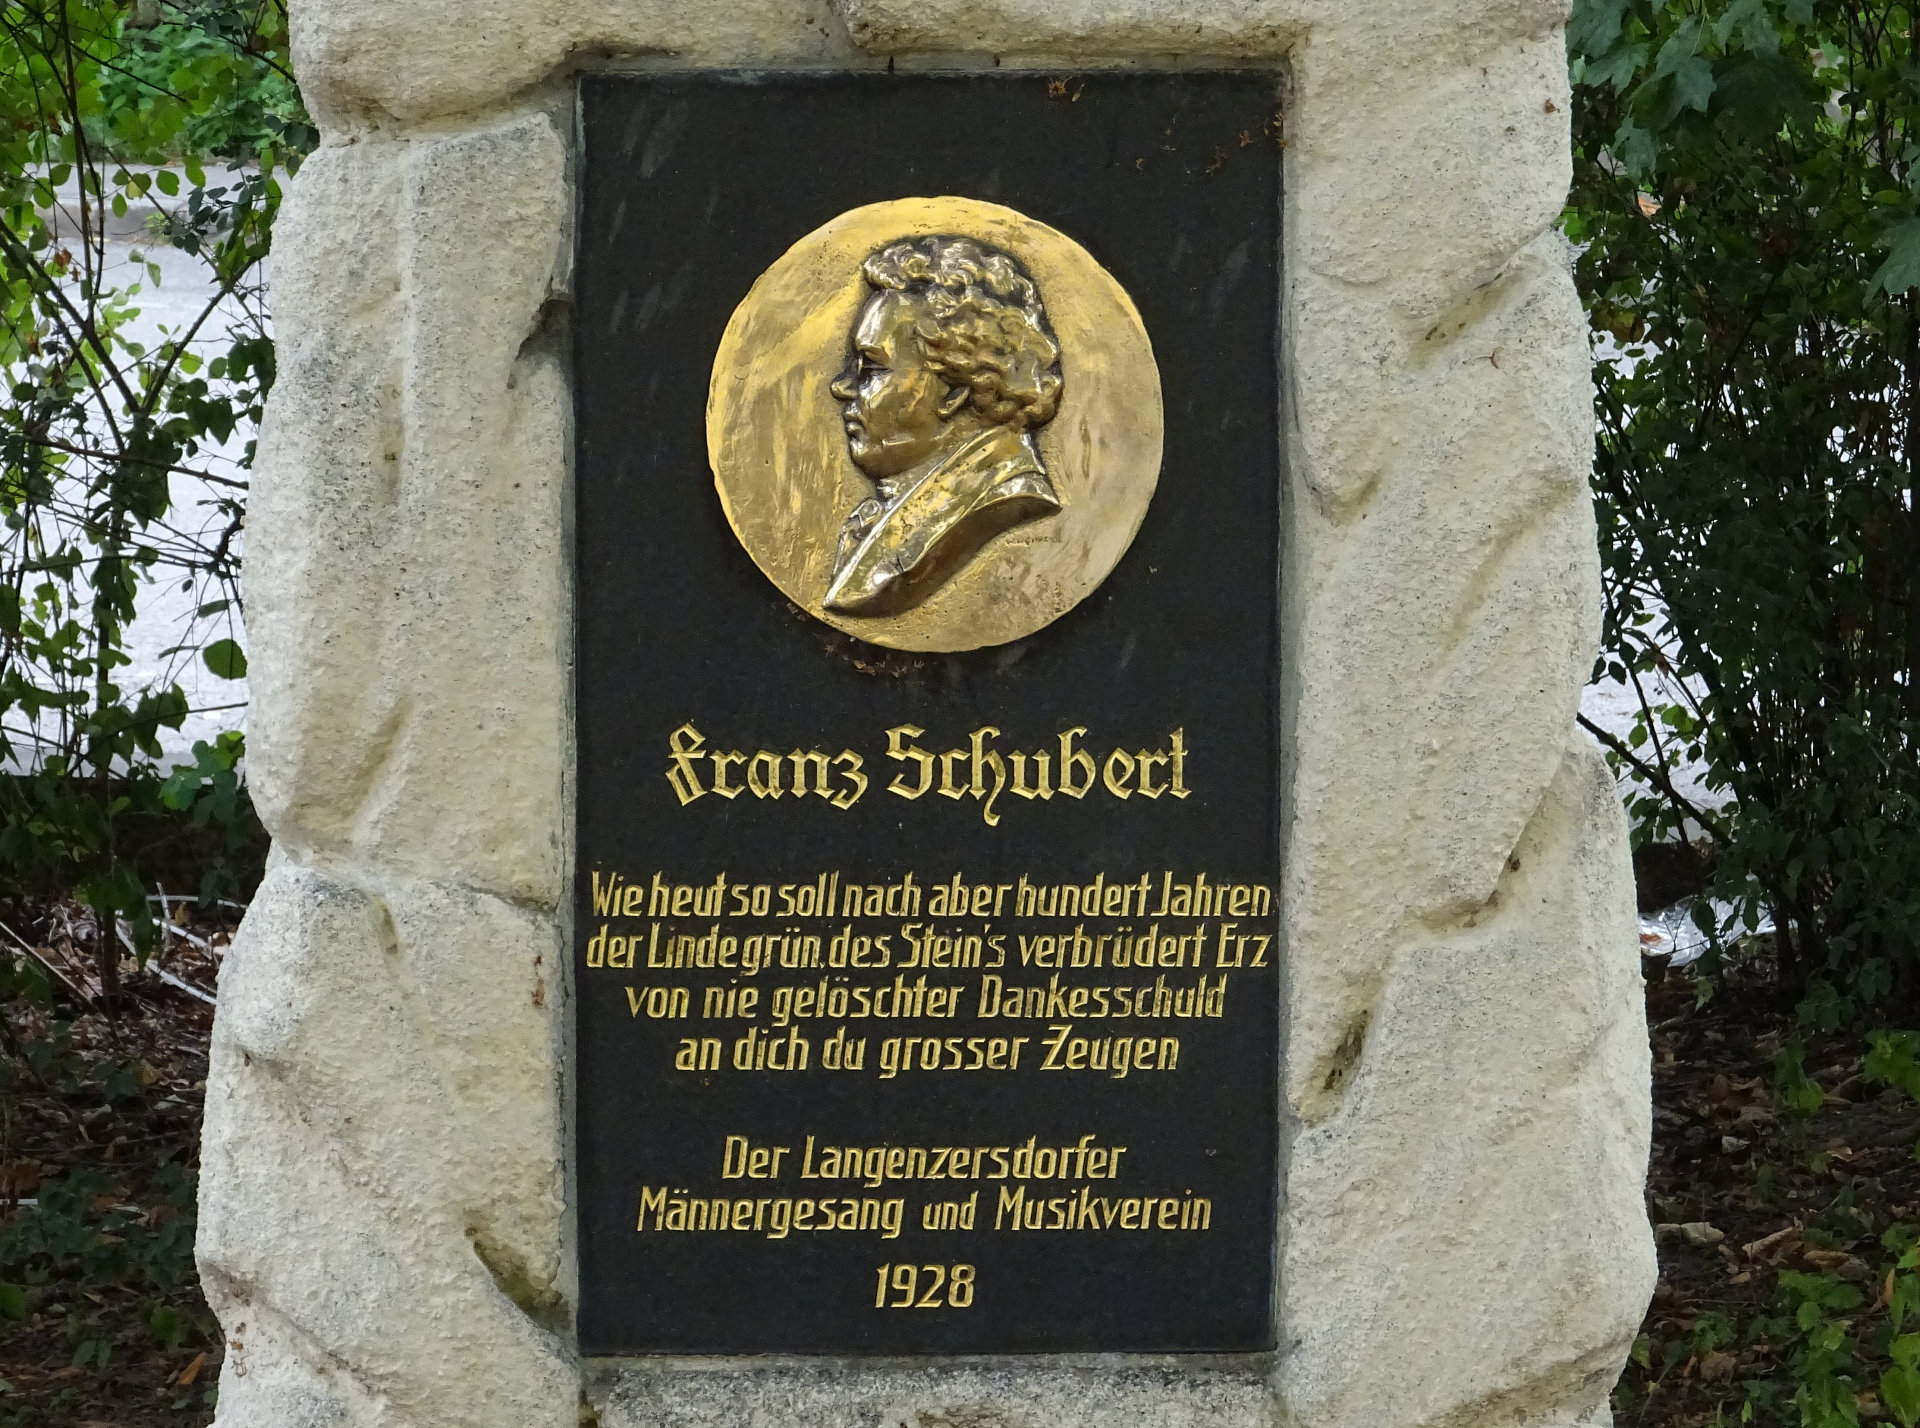 Franz Schubert
Wie heut so soll nach aber hundert Jahren
der Linde grün, des Stein's verbrüdert Erz
von nie gelöschter Dankesschuld
an dich du grosser Zeugen
Der Langenzersdorfer
Männergesang und Musikverein
1928